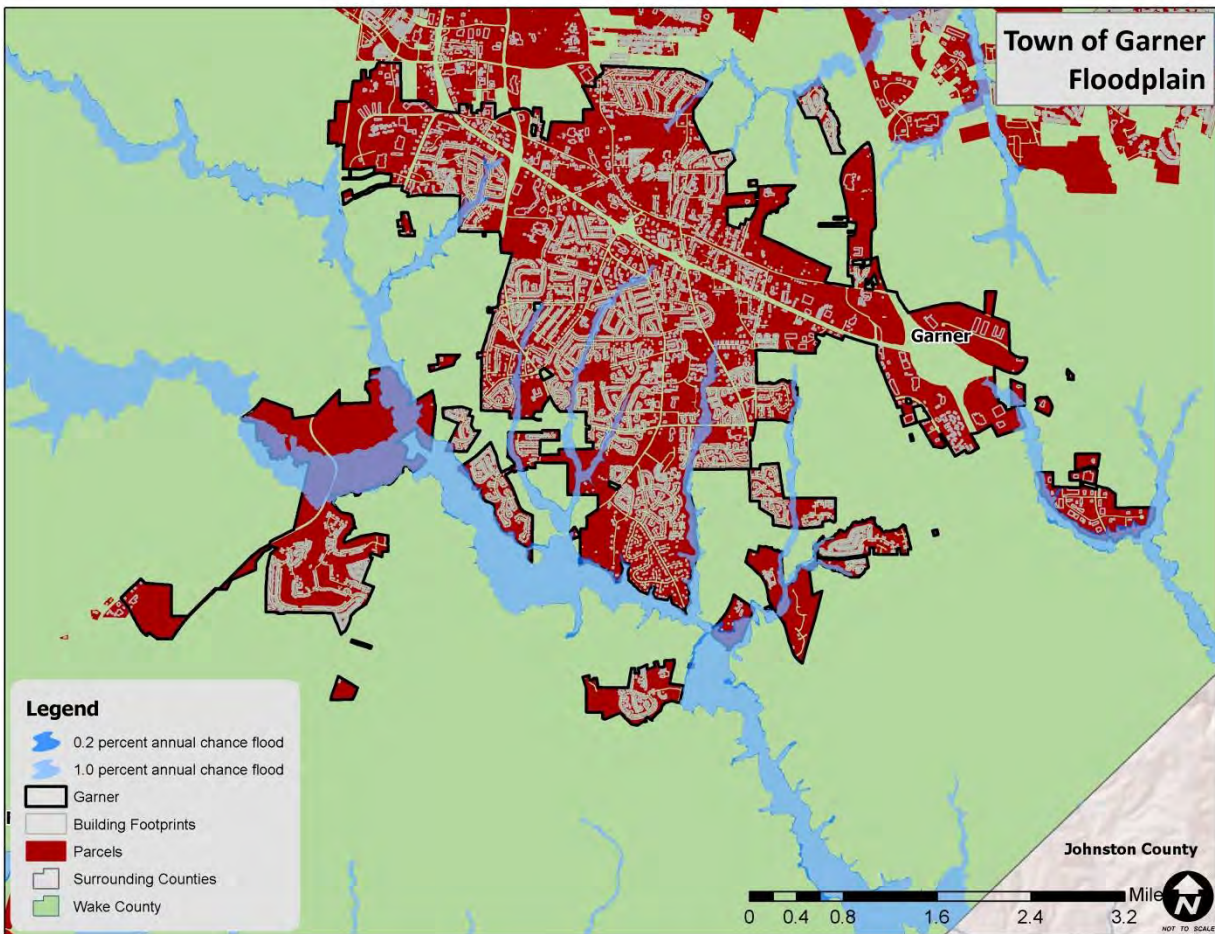 Town of Garner
Floodplain
Garner
Legend
0.2 percent annual chance flood
1.0 percent annual chance flood
Garner
Building Footprints
Parcels
Surrounding Counties
Wake County
Johnston County
Mile
0 0.4 0.8 1.6 2.4 3.2
N
NOT TO SCALE